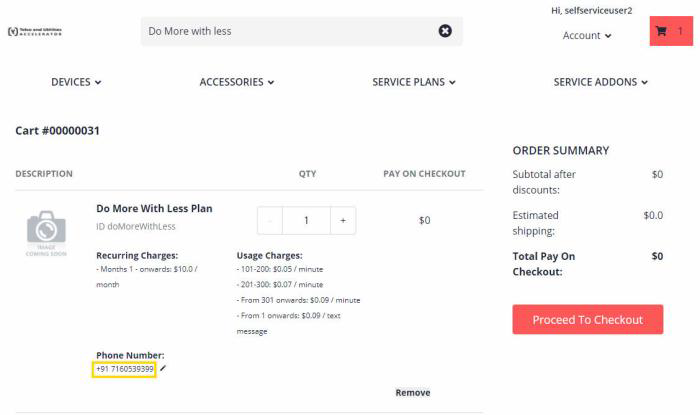 Hi, selfserviceuser2
Telco and Utilities
ACCELERATOR
Do More with less
Account
1
DEVICES
ACCESSORIES
SERVICE PLANS
SERVICE ADDONS
Cart #00000031
DESCRIPTION
QTY
PAY ON CHECKOUT
Do More With Less Plan
ID doMoreWithLess
IMAGE
COMING SOON
-
1
+
$0
Recurring Charges:
- Months 1 - onwards: $10.0 /
month
Usage Charges:
- 101-200: $0.05 / minute
- 201-300: $0.07 / minute
- From 301 onwards: $0.09 / minute
- From 1 onwards: $0.09 / text
message
Phone Number:
+91 7160539399
Remove
ORDER SUMMARY
Subtotal after
discounts:
$0
Estimated
shipping:
$0.0
Total Pay On
Checkout:
$0
Proceed To Checkout